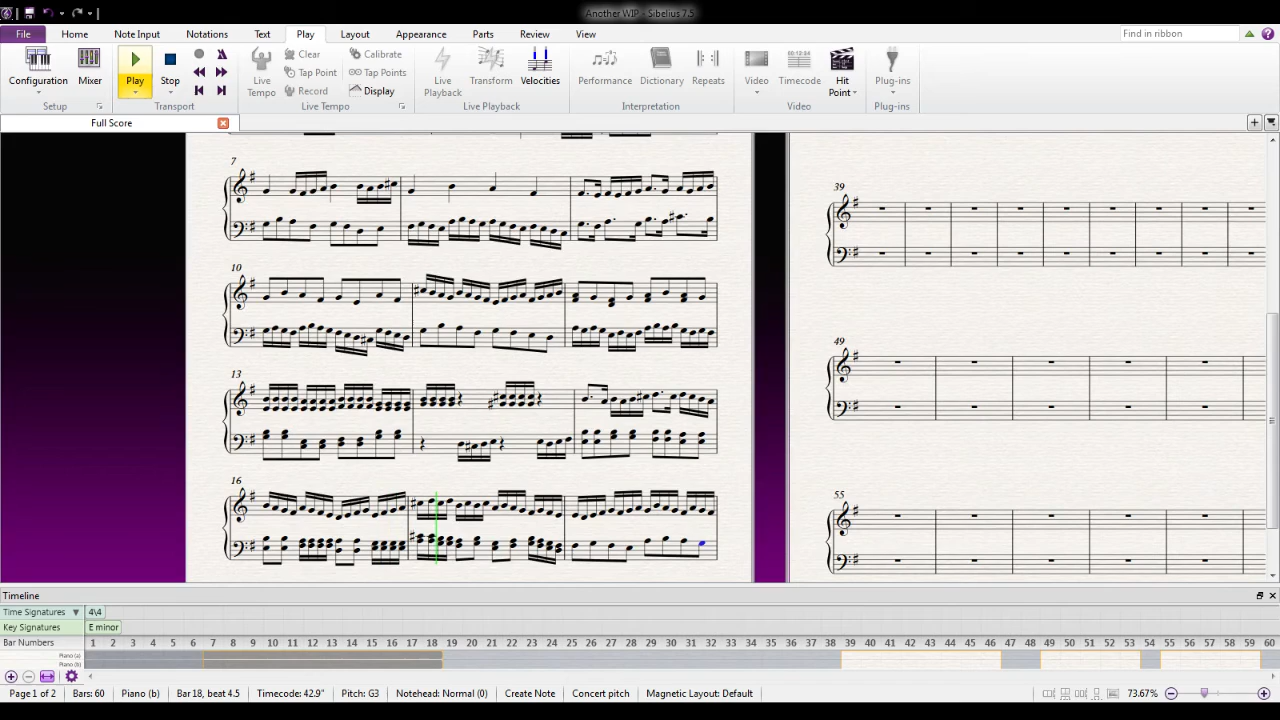 Another WIP - Sibelius 7.5
File Home Note Input Notations Text Play Layout Appearance Parts Review View Find in ribbon
Configuration Mixer Play Stop Live Tempo Clear Tap Point Record Calibrate Tap Points Display Live Playback Transform Velocities Performance Dictionary Repeats Video Timecode Hit Point Plug-ins
Setup Transport Live Tempo Live Playback Interpretation Video Plug-ins
Full Score
7
39
10
49
13
16
55
Timeline
Time Signatures 4\4
Key Signatures E minor
Bar Numbers 1 2 3 4 5 6 7 8 9 10 11 12 13 14 15 16 17 18 19 20 21 22 23 24 25 26 27 28 29 30 31 32 33 34 35 36 37 38 39 40 41 42 43 44 45 46 47 48 49 50 51 52 53 54 55 56 57 58 59 60
Piano (a)
Piano (b)
Page 1 of 2 Bars: 60 Piano (b) Bar 18, beat 4.5 Timecode: 42.9" Pitch: G3 Notehead: Normal (0) Create Note Concert pitch Magnetic Layout: Default 73.67%